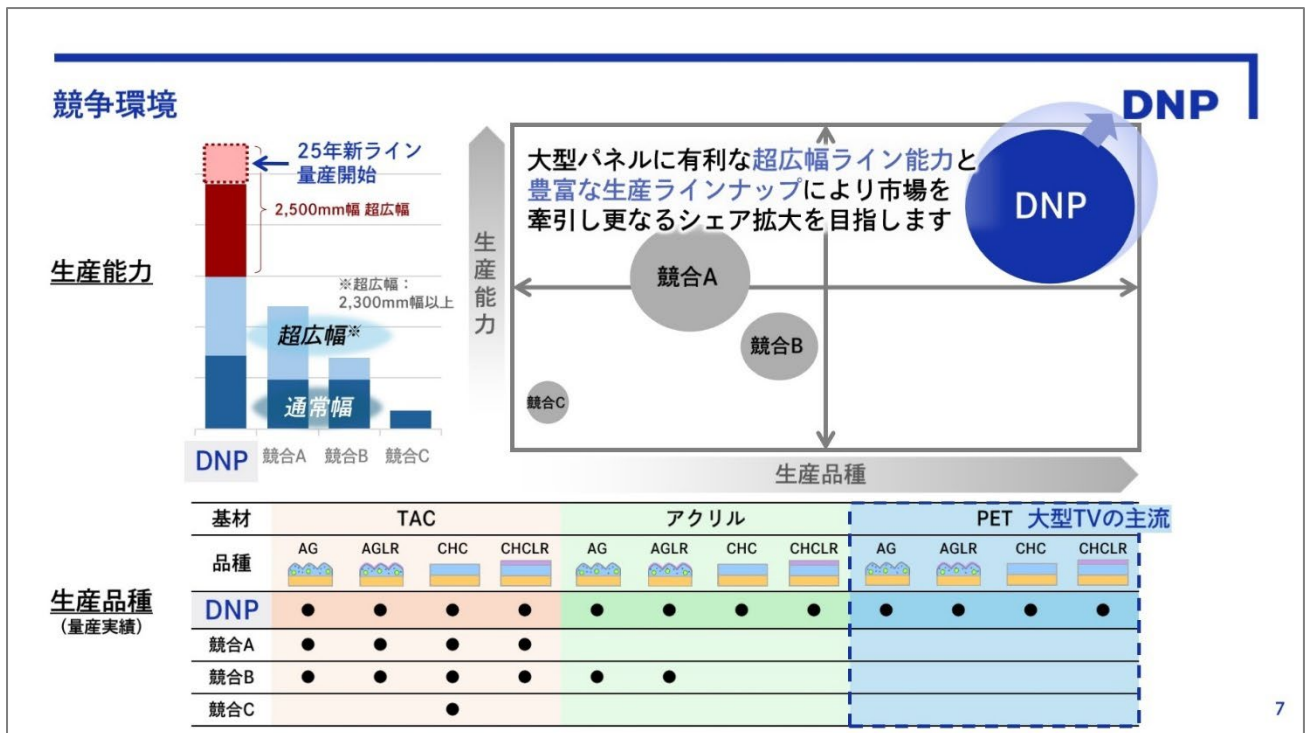 競争環境
DNP
25年新ライン
量産開始
2,500mm幅 超広幅
※超広幅：
2,300mm幅以上
超広幅※
通常幅
生産能力
DNP 競合A 競合B 競合C
生産能力
大型パネルに有利な超広幅ライン能力と
豊富な生産ラインナップにより市場を
牽引し更なるシェア拡大を目指します
DNP
競合A
競合B
競合C
生産品種
基材 TAC アクリル PET 大型TVの主流
品種 AG AGLR CHC CHCLR AG AGLR CHC CHCLR AG AGLR CHC CHCLR
生産品種
（量産実績）
DNP ● ● ● ● ● ● ● ● ● ● ● ●
競合A ● ● ● ●
競合B ● ● ● ● ● ●
競合C ●
7